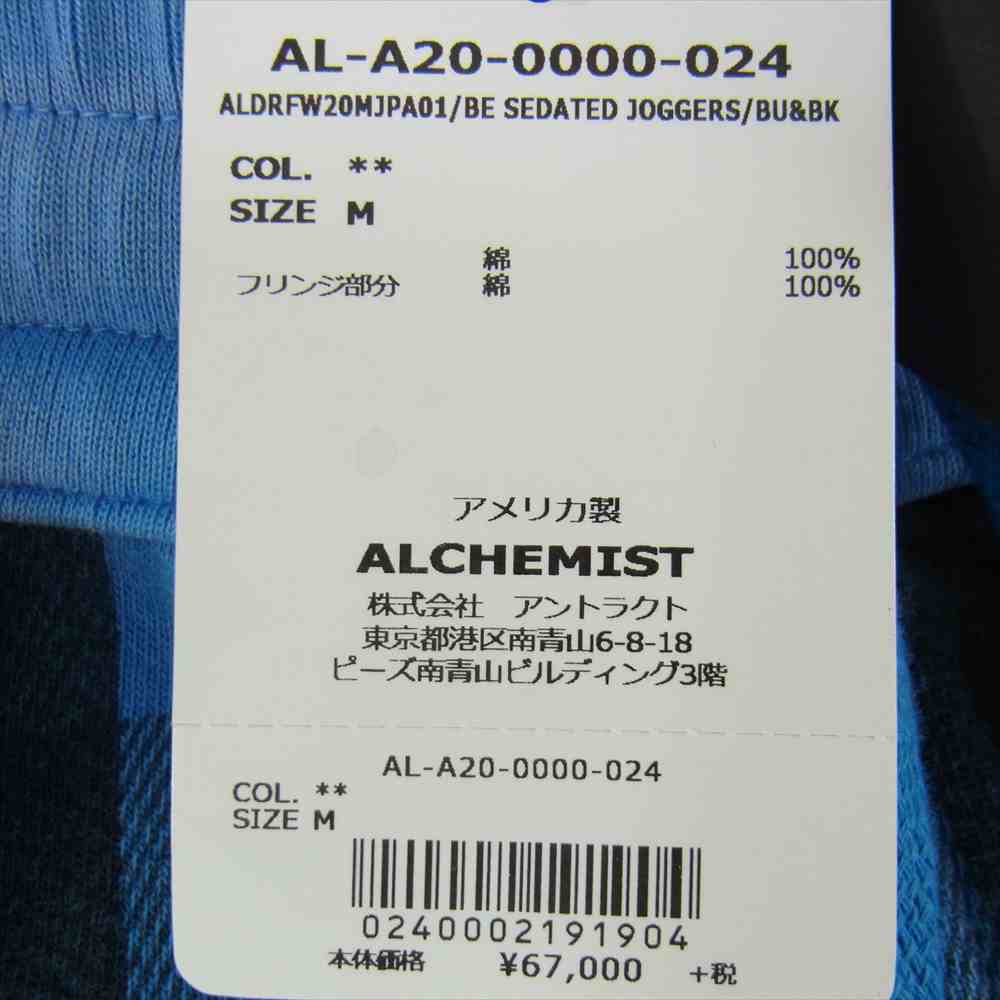 AL-A20-0000-024
ALDRFW20MJPA01/BE SEDATED JOGGERS/BU&BK
COL. **
SIZE M
綿 100%
フリンジ部分 綿 100%
アメリカ製
ALCHEMIST
株式会社 アントラクト
東京都港区南青山6-8-18
ピーズ南青山ビルディング3階
AL-A20-0000-024
COL. **
SIZE M
0240002191904
本体価格 ¥67,000 +税